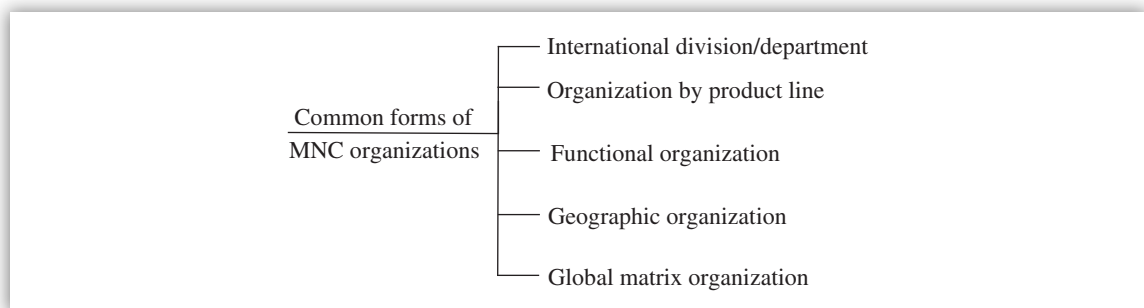 Common forms of
MNC organizations
International division/department
Organization by product line
Functional organization
Geographic organization
Global matrix organization